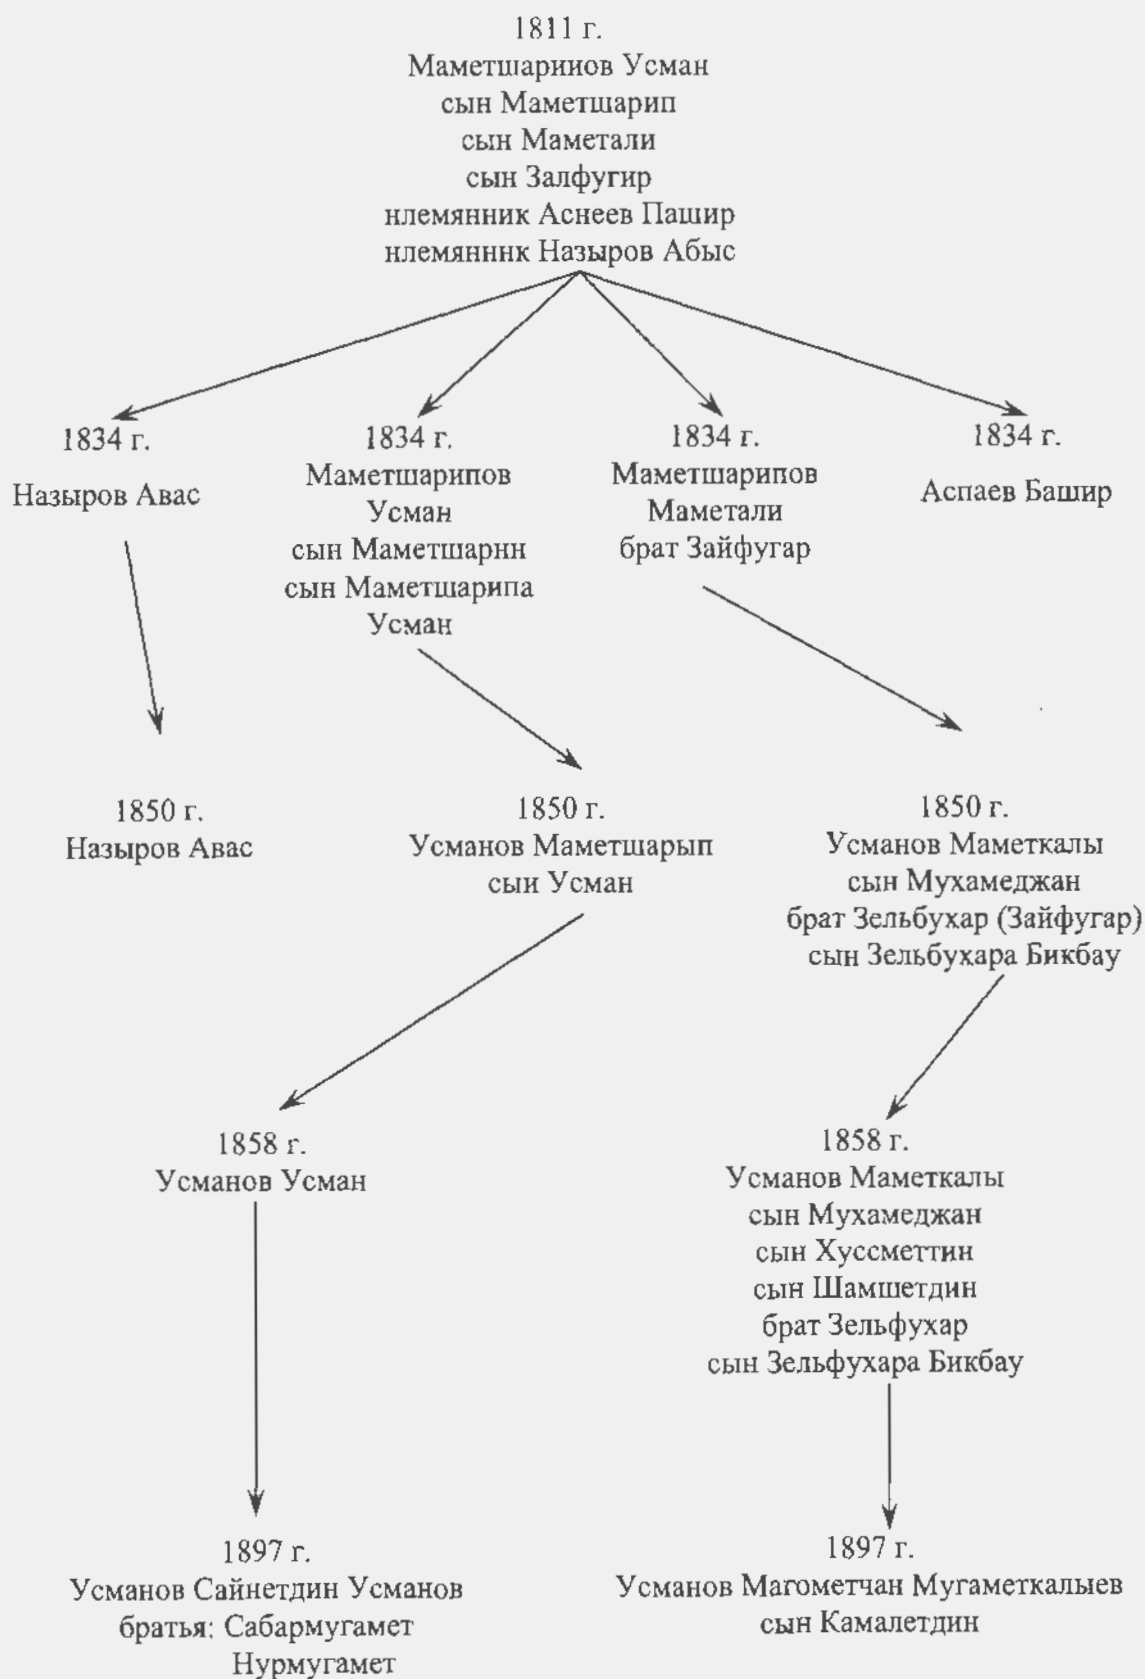 1811 г.
Маметшариио​в Усман
сын Маметшарип
сын Маметали
сын Залфугир
нлемянник Аснеев Пашир
нлемянннк Назыров Абыс
1834 г.
Назыров Авас
1834 г.
Маметшарипов
Усман
сын Маметшарнн
сын Маметшарипа
Усман
1834 г.
Маметшарипов
Маметали
брат Зайфугар
1834 г.
Аспаев Башир
1850 г.
Назыров Авас
1850 г.
Усманов Маметшарып
сыи Усман
1850 г.
Усманов Маметкалы
сын Мухамеджан
брат Зельбухар (Зайфугар)
сын Зельбухара Бикбау
1858 г.
Усманов Усман
1858 г.
Усманов Маметкалы
сын Мухамеджан
сын Хуссметтин
сын Шамшетдин
брат Зельфухар
сын Зельфухара Бикбау
1897 г.
Усманов Сайнетдин Усманов
братья: Сабармугамет
Нурмугамет
1897 г.
Усманов Магометчан Мугаметкалыев
сын Камалетдин